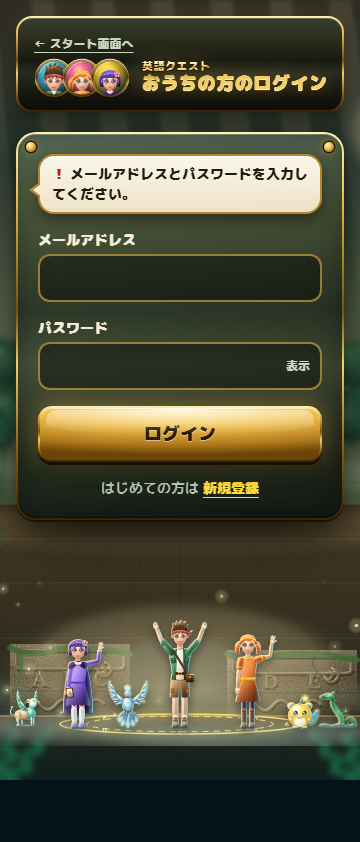 ← スタート画面へ
英語クエスト
おうちの方のログイン
! メールアドレスとパスワードを入力し
てください。
メールアドレス
パスワード
表示
ログイン
はじめての方は 新規登録
A D E